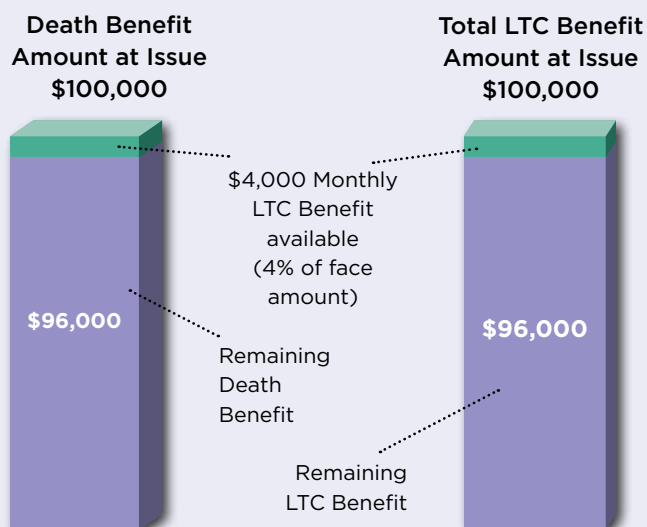 Death Benefit
Amount at Issue
$100,000
Total LTC Benefit
Amount at Issue
$100,000
$4,000 Monthly
LTC Benefit
available
(4% of face
amount)
$96,000
$96,000
Remaining
Death
Benefit
Remaining
LTC Benefit